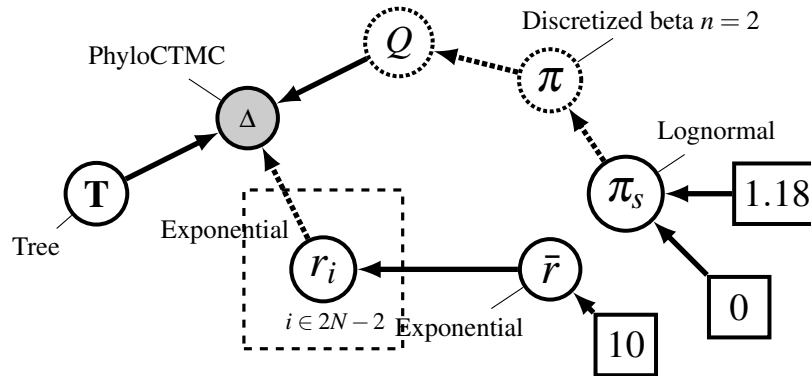 Discretized beta n = 2
Q
PhyloCTMC
π
Δ
Lognormal
T
π_s
1.18
Tree
Exponential
r_i
r̄
i ∈ 2N − 2
Exponential
0
10